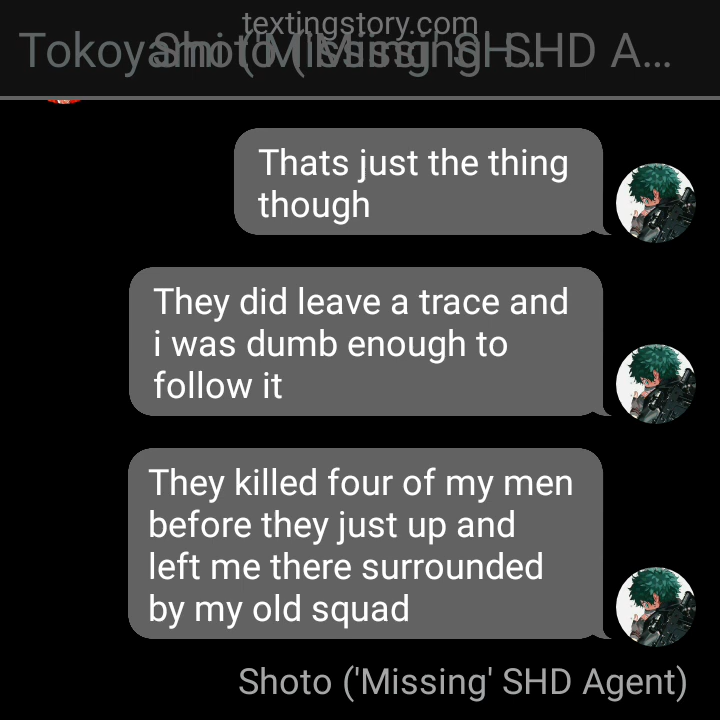 textingstory.com
Thats just the thing
though
They did leave a trace and
i was dumb enough to
follow it
They killed four of my men
before they just up and
left me there surrounded
by my old squad
Shoto ('Missing' SHD Agent)